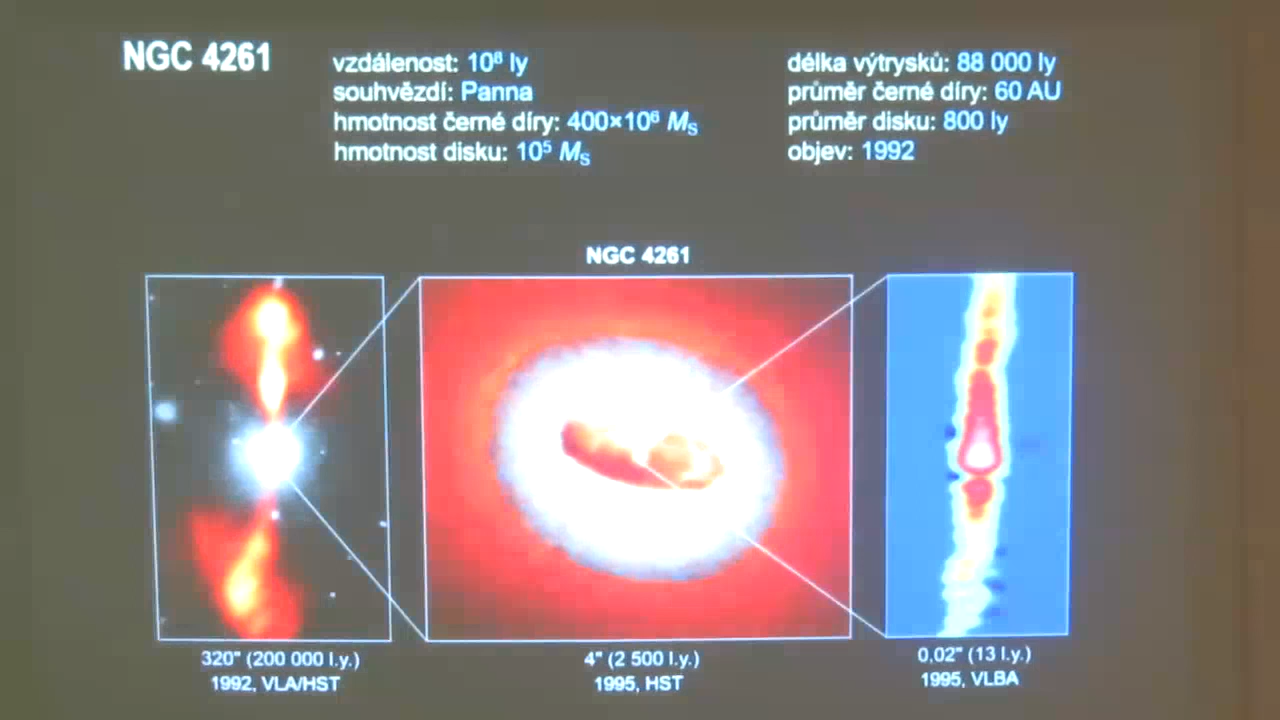 NGC 4261
vzdálenost: 10⁸ ly
souhvězdí: Panna
hmotnost černé díry: 400×10⁶ Mₛ
hmotnost disku: 10⁵ Mₛ
délka výtrysků: 88 000 ly
průměr černé díry: 60 AU
průměr disku: 800 ly
objev: 1992
NGC 4261
320" (200 000 l.y.)
1992, VLA/HST
4" (2 500 l.y.)
1995, HST
0,02" (13 l.y.)
1995, VLBA